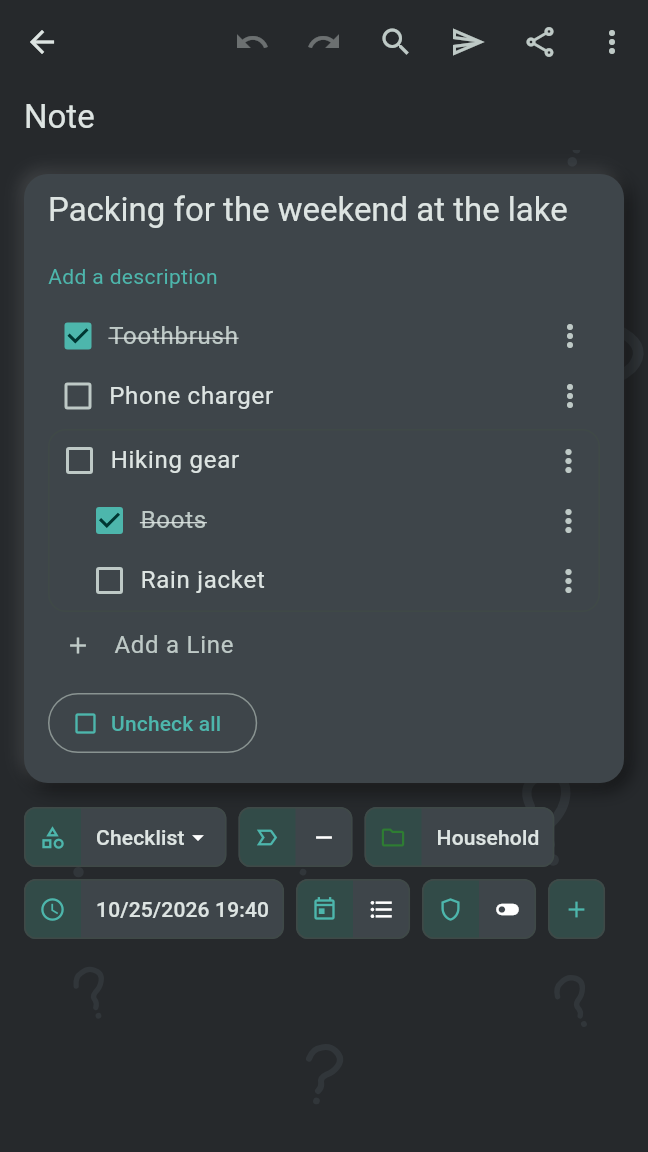 Note
Packing for the weekend at the lake
Add a description
Toothbrush
Phone charger
Hiking gear
Boots
Rain jacket
Add a Line
Uncheck all
Checklist
Household
10/25/2026 19:40